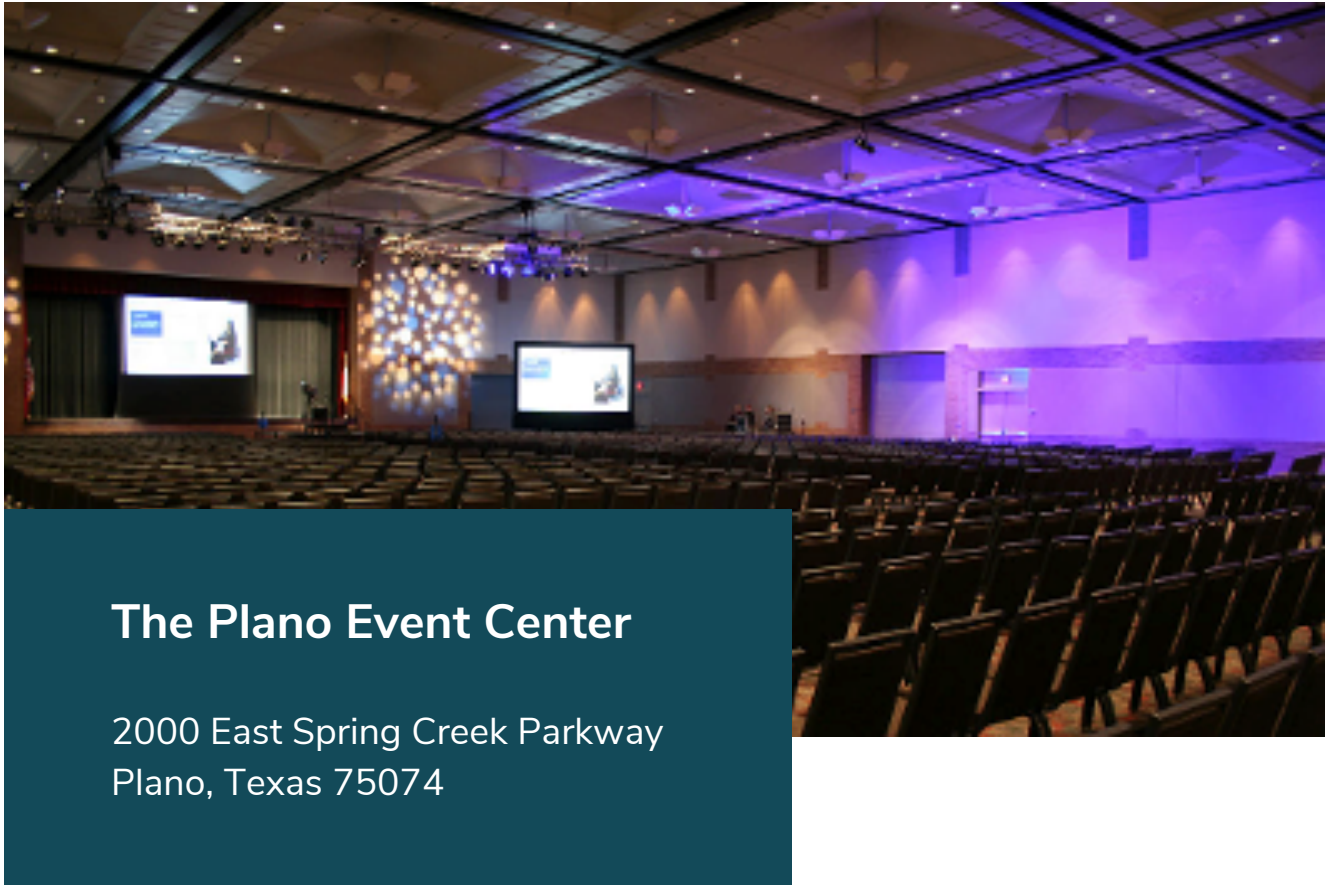 The Plano Event Center
2000 East Spring Creek Parkway
Plano, Texas 75074